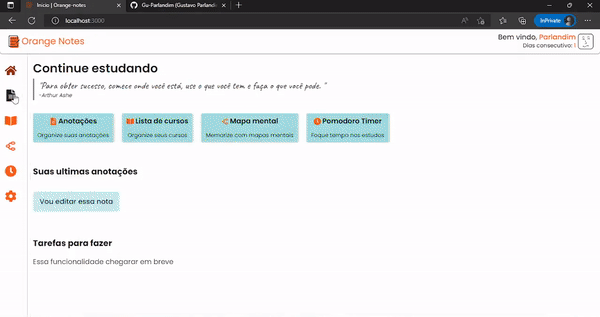 Inicio | Orange-notes
Gu-Parlandim (Gustavo Parlandi
localhost:3000
InPrivate
Orange Notes
Bem vindo, Parlandim
Dias consecutivo: 1
Continue estudando
"Para obter sucesso, comece onde você está, use o que você tem e faça o que você pode. "
-Arthur Ashe
Anotações
Lista de cursos
Mapa mental
Pomodoro Timer
Organize suas anotações
Organize seus cursos
Memorize com mapas mentais
Foque tempo nos estudos
Suas ultimas anotações
Vou editar essa nota
Tarefas para fazer
Essa funcionalidade chegarar em breve